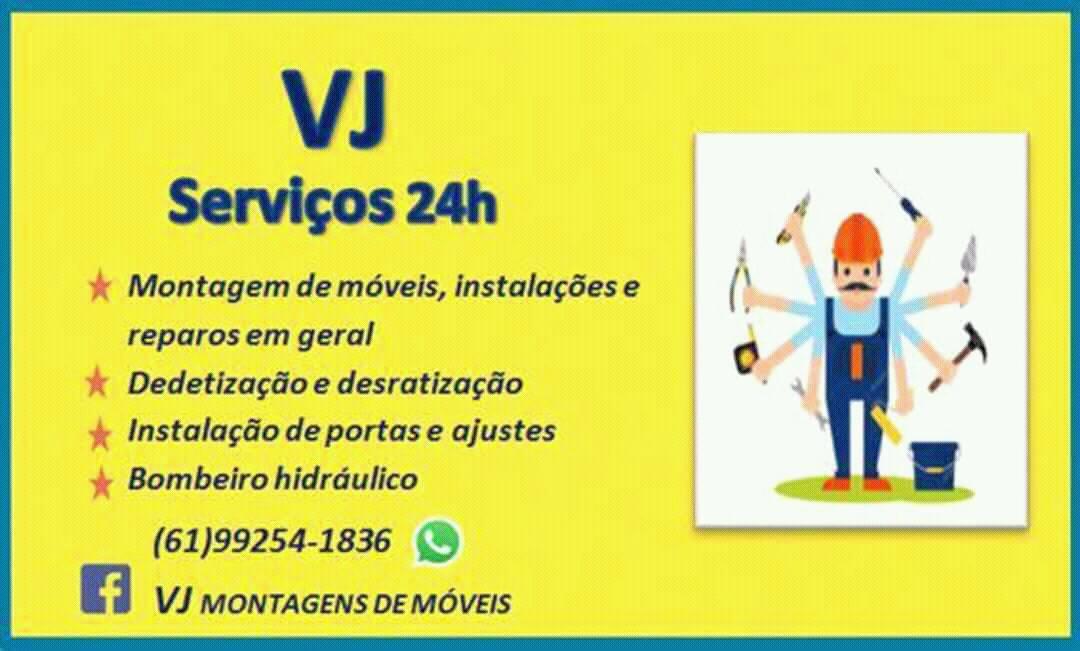 VJ
Serviços 24h
Montagem de móveis, instalações e
reparos em geral
Dedetização e desratização
Instalação de portas e ajustes
Bombeiro hidráulico
(61)99254-1836
f VJ MONTAGENS DE MÓVEIS